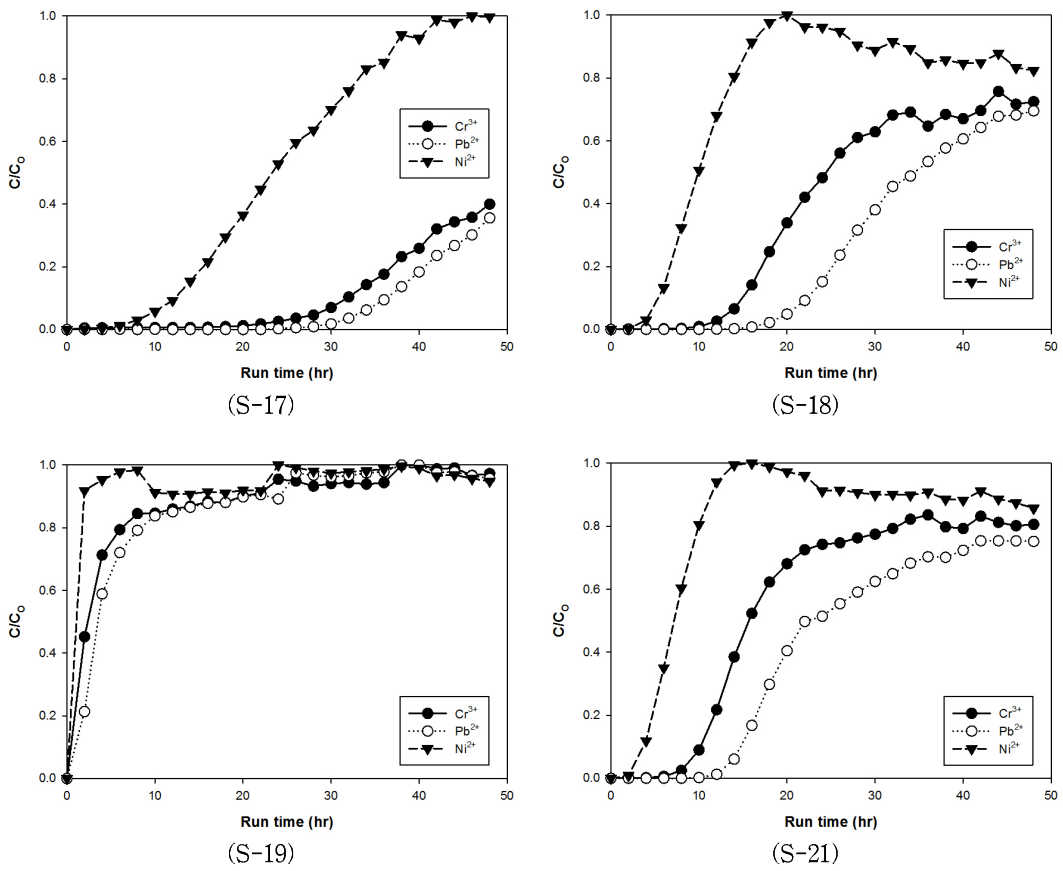 C/Co
1.0
0.8
0.6
0.4
0.2
0.0
0 10 20 30 40 50
Run time (hr)
Cr3+
Pb2+
Ni2+
(S-17)
C/Co
1.0
0.8
0.6
0.4
0.2
0.0
0 10 20 30 40 50
Run time (hr)
Cr3+
Pb2+
Ni2+
(S-18)
C/Co
1.0
0.8
0.6
0.4
0.2
0.0
0 10 20 30 40 50
Run time (hr)
Cr3+
Pb2+
Ni2+
(S-19)
C/Co
1.0
0.8
0.6
0.4
0.2
0.0
0 10 20 30 40 50
Run time (hr)
Cr3+
Pb2+
Ni2+
(S-21)